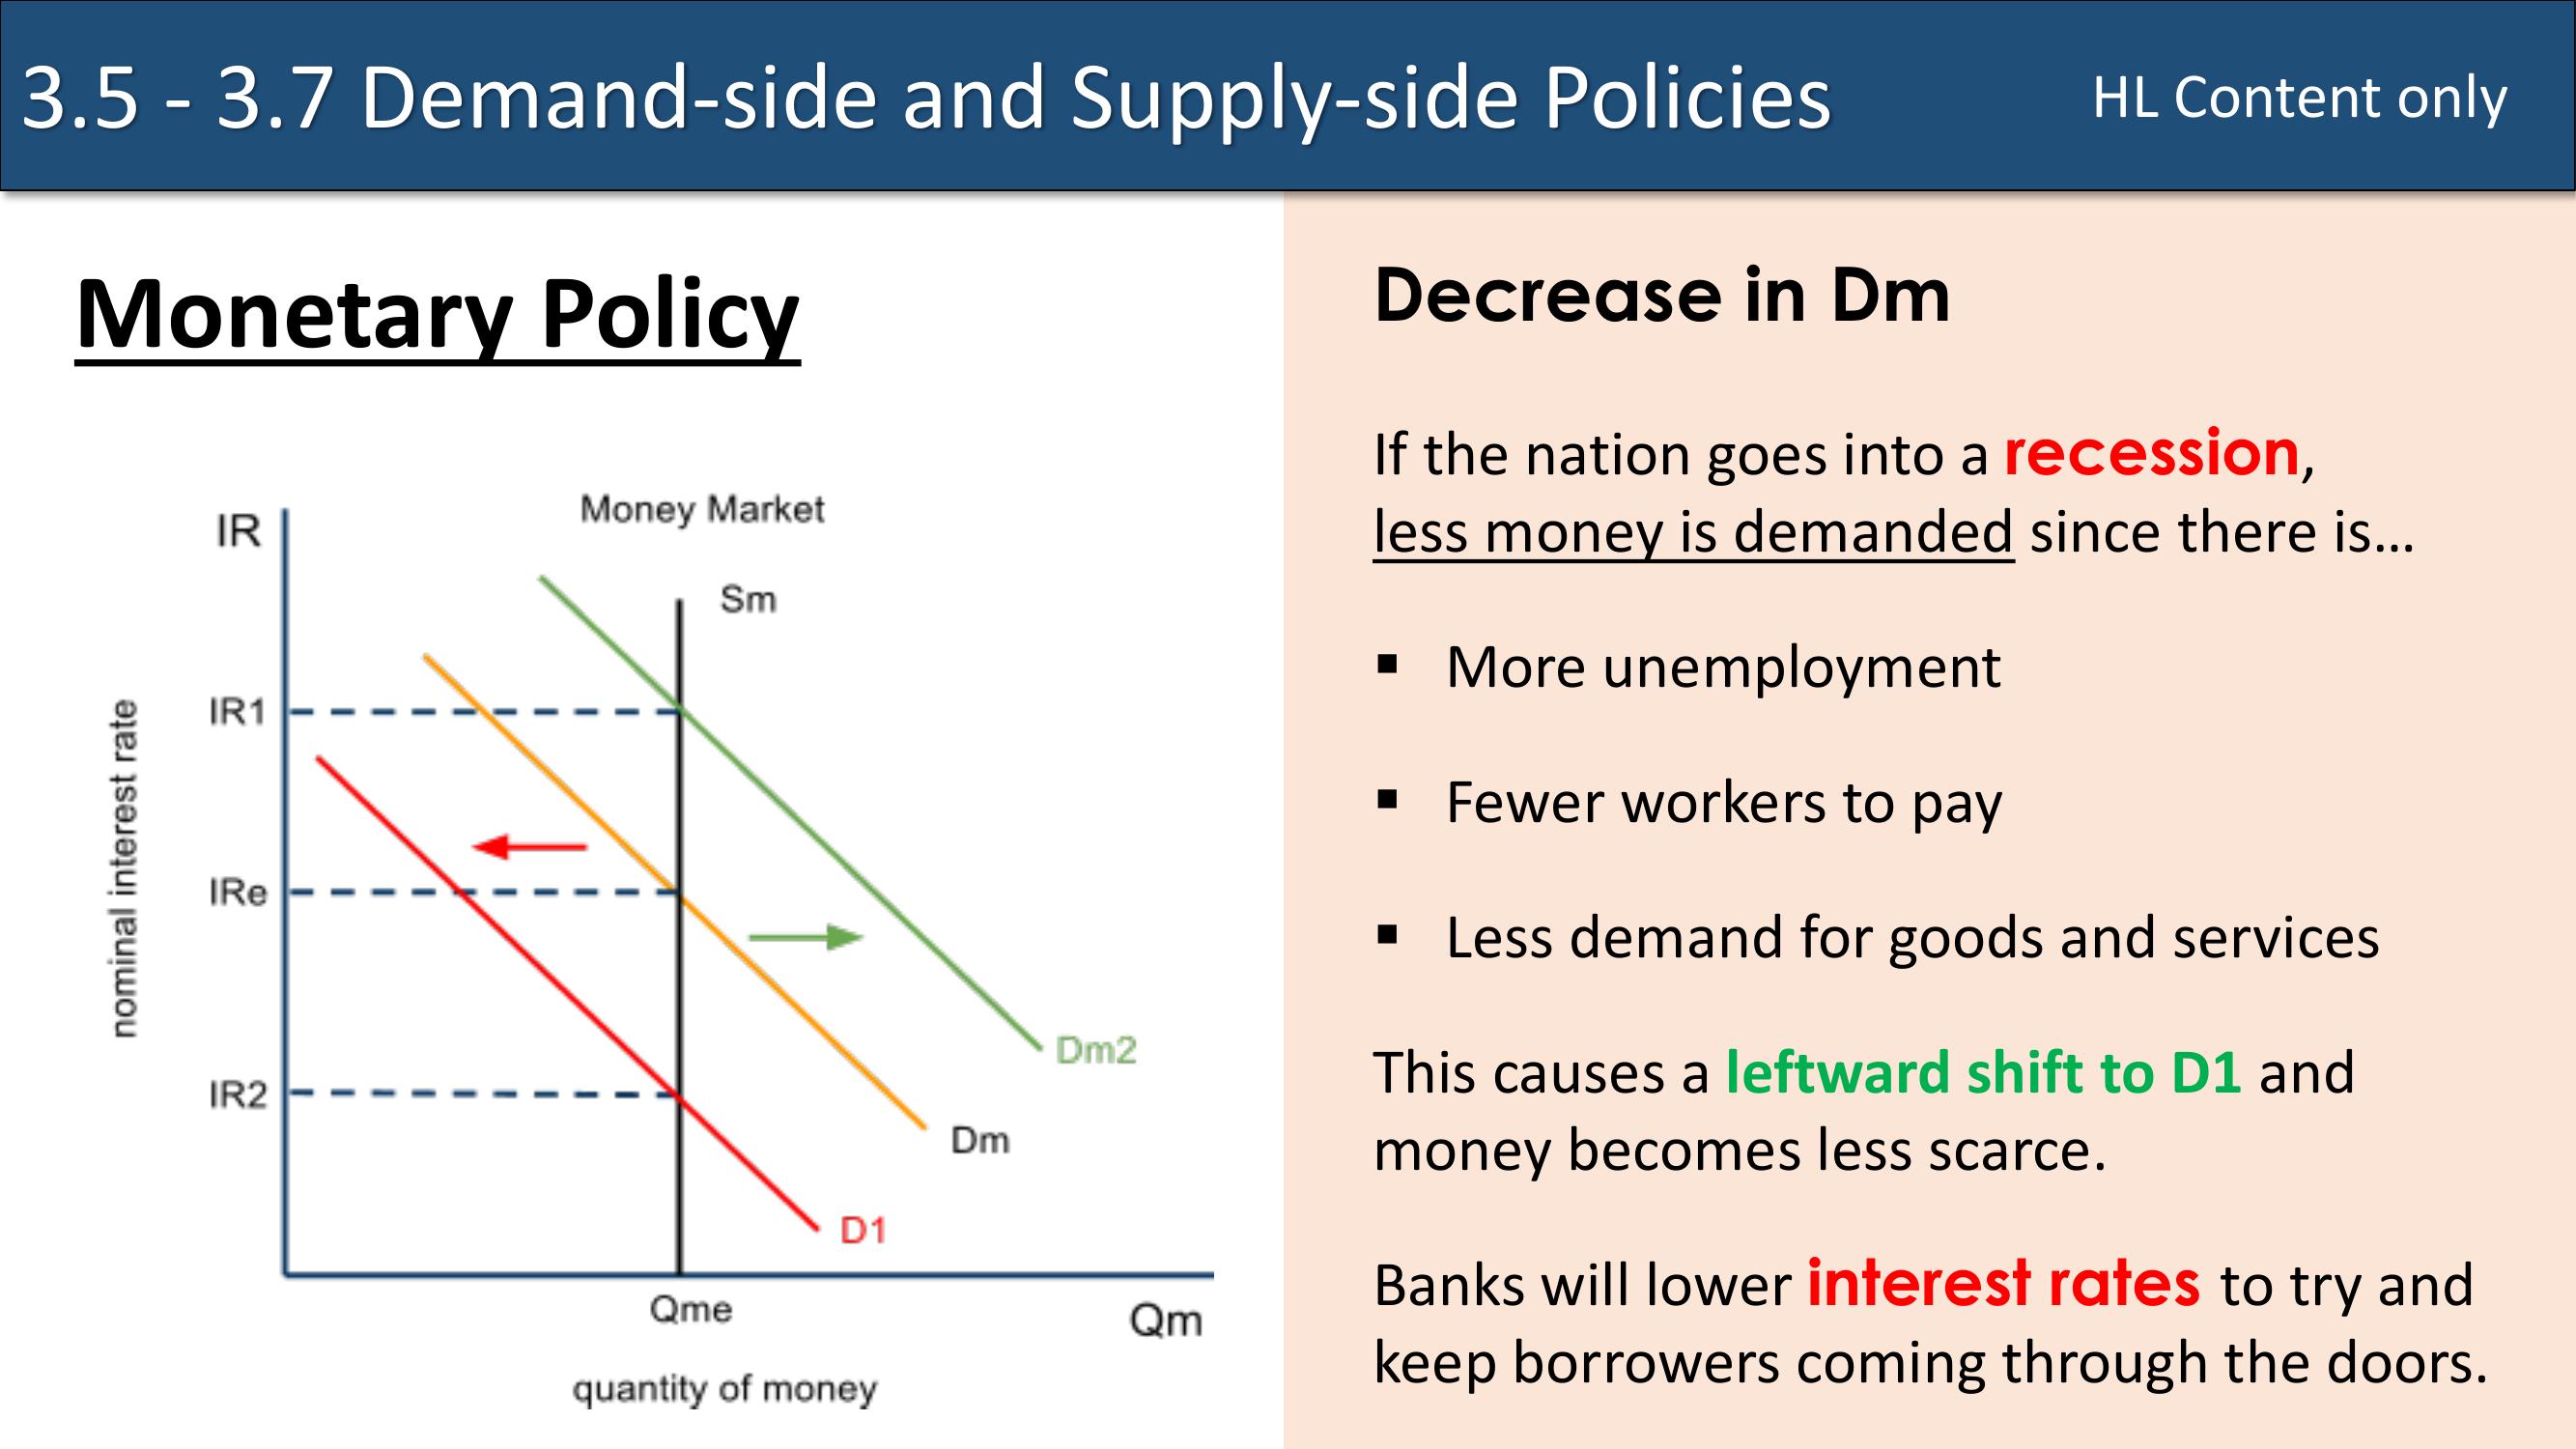 3.5 - 3.7 Demand-side and Supply-side Policies
HL Content only
Monetary Policy
Money Market
IR
Sm
IR1
nominal interest rate
IRe
Dm2
IR2
Dm
D1
Qme
Qm
quantity of money
Decrease in Dm
If the nation goes into a recession,
less money is demanded since there is...
▪ More unemployment
▪ Fewer workers to pay
▪ Less demand for goods and services
This causes a leftward shift to D1 and
money becomes less scarce.
Banks will lower interest rates to try and
keep borrowers coming through the doors.